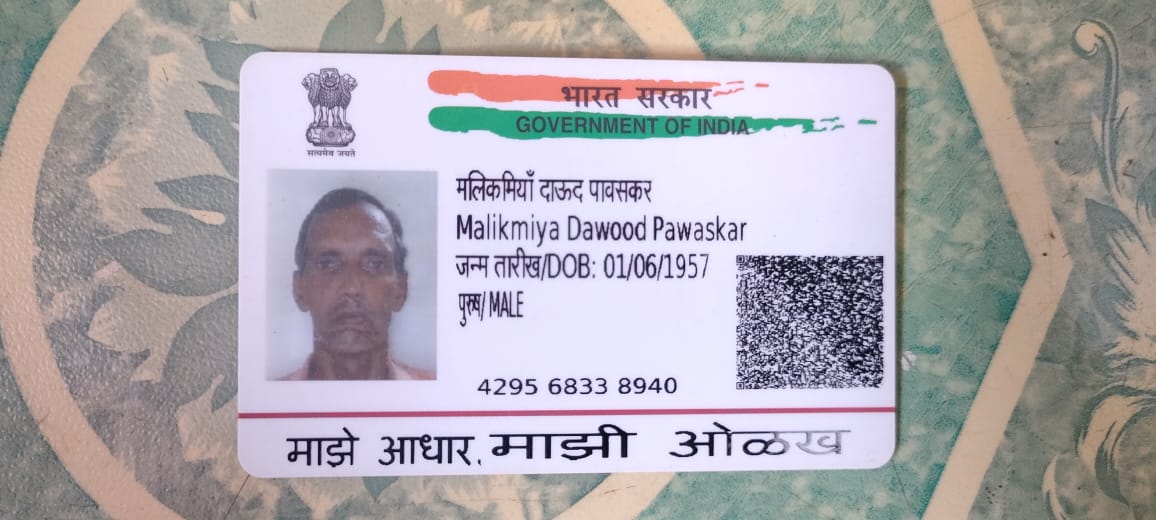 भारत सरकार
GOVERNMENT OF INDIA
सत्यमेव जयते
मलिकमियाँ दाऊद पावसकर
Malikmiya Dawood Pawaskar
जन्म तारीख/DOB: 01/06/1957
पुरुष/ MALE
4295 6833 8940
माझे आधार, माझी ओळख